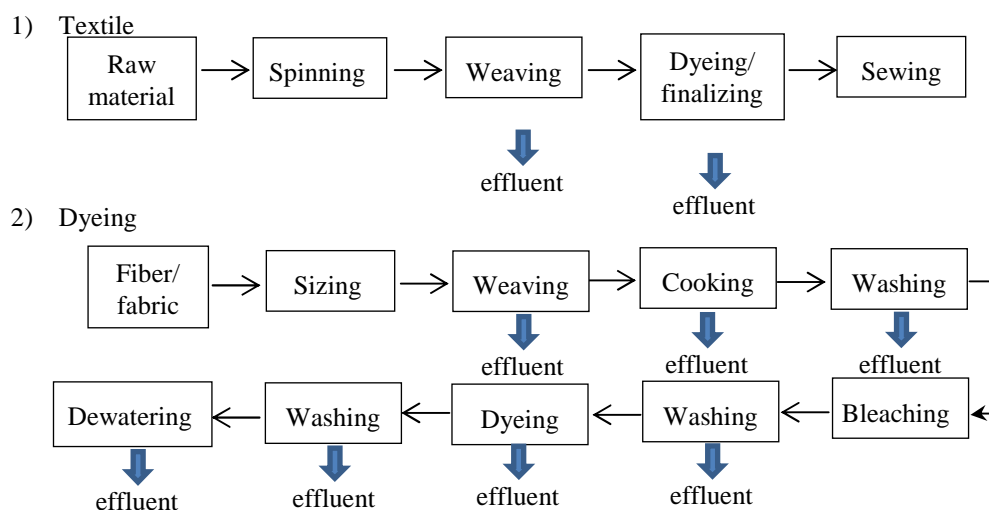 1) Textile
Raw
material
Spinning
Weaving
Dyeing/
finalizing
Sewing
effluent
effluent
2) Dyeing
Fiber/
fabric
Sizing
Weaving
Cooking
Washing
effluent
effluent
effluent
Dewatering
Washing
Dyeing
Washing
Bleaching
effluent
effluent
effluent
effluent